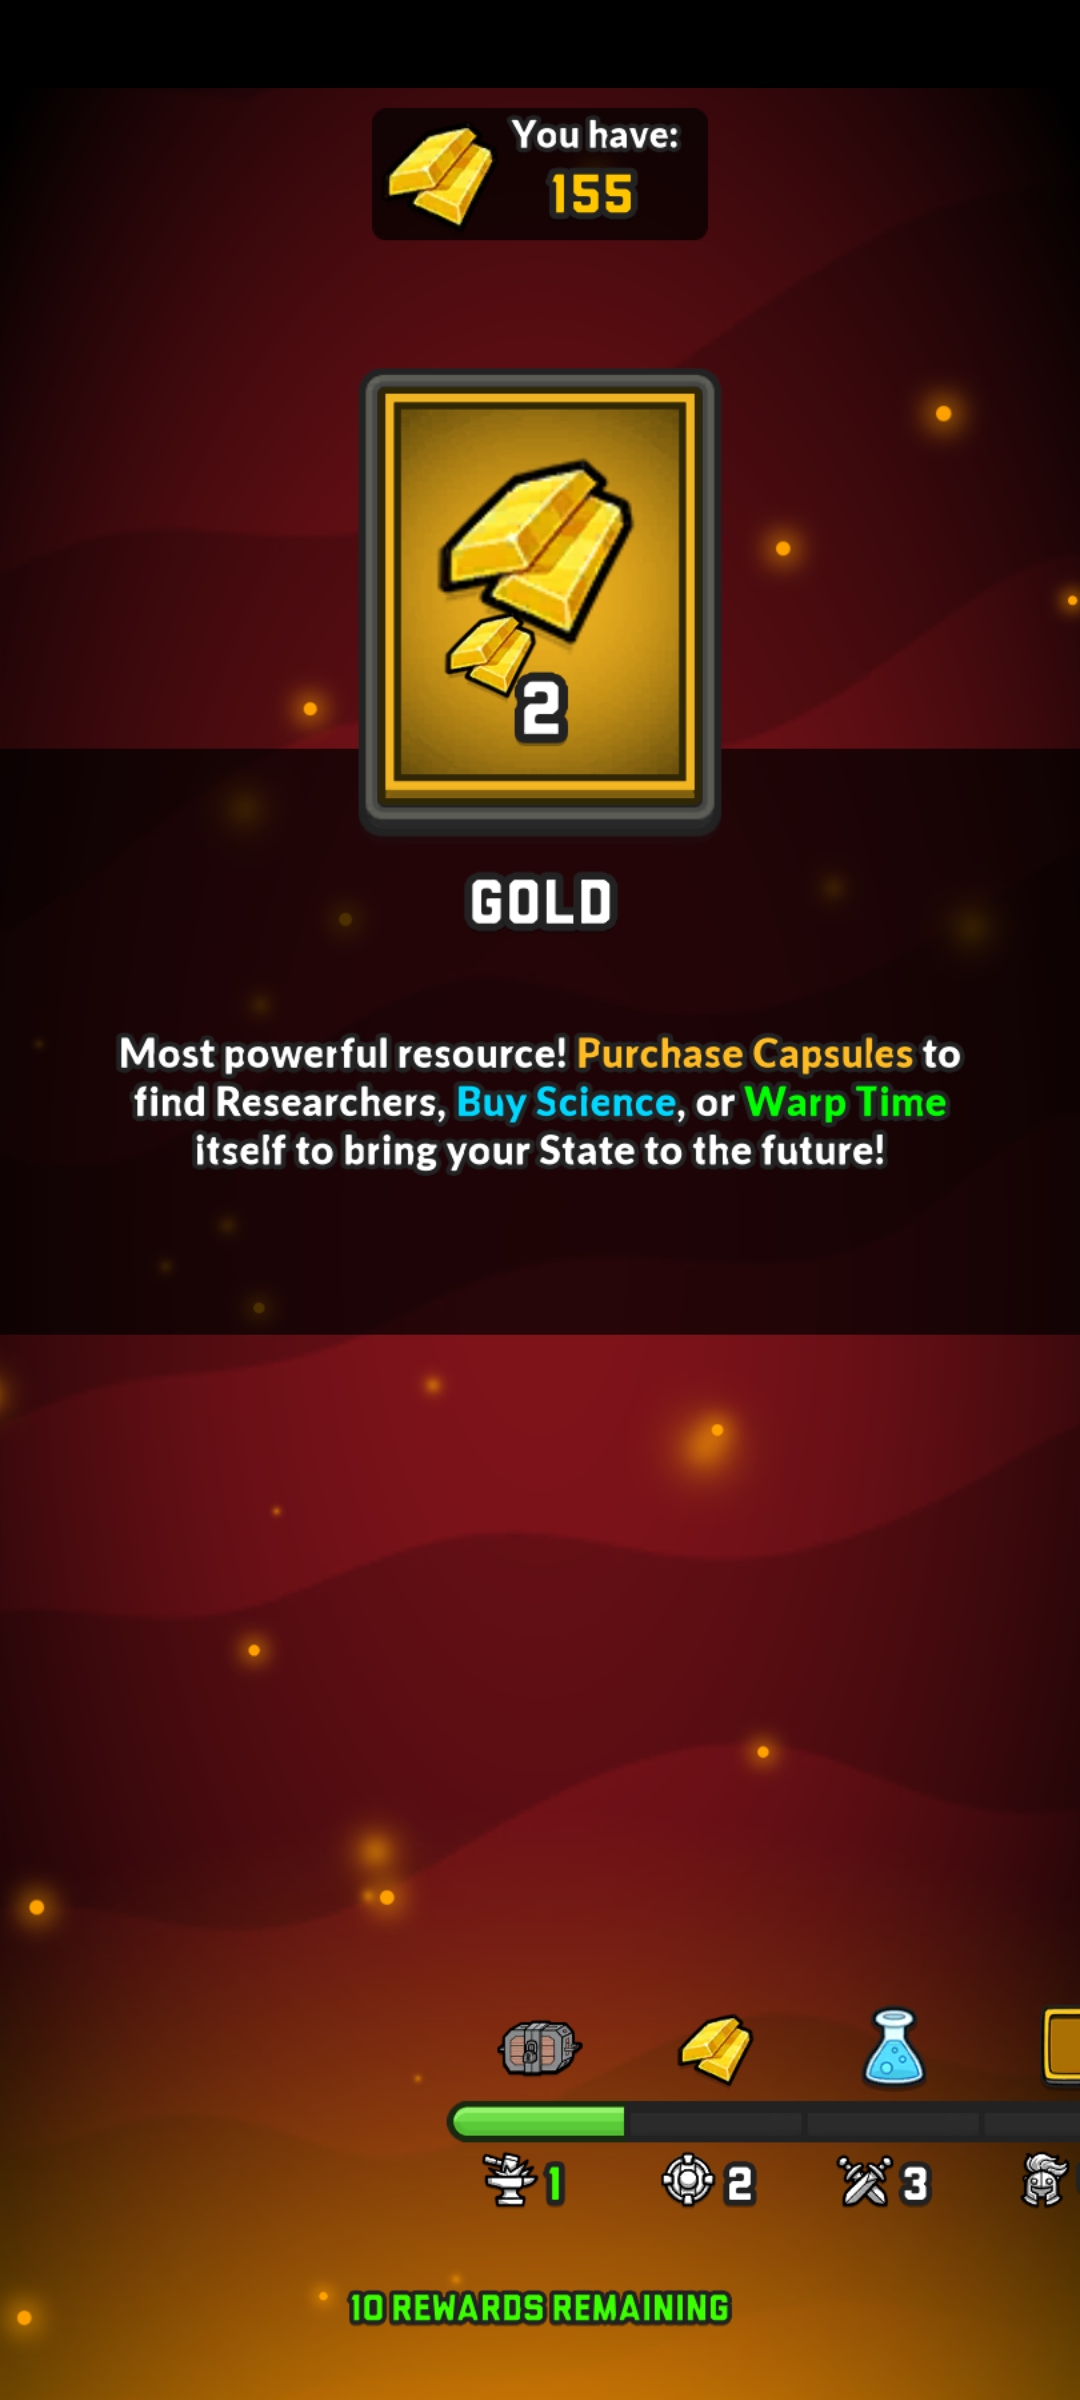 You have:
155
2
GOLD
Most powerful resource! Purchase Capsules to
find Researchers, Buy Science, or Warp Time
itself to bring your State to the future!
1 2 3
10 REWARDS REMAINING